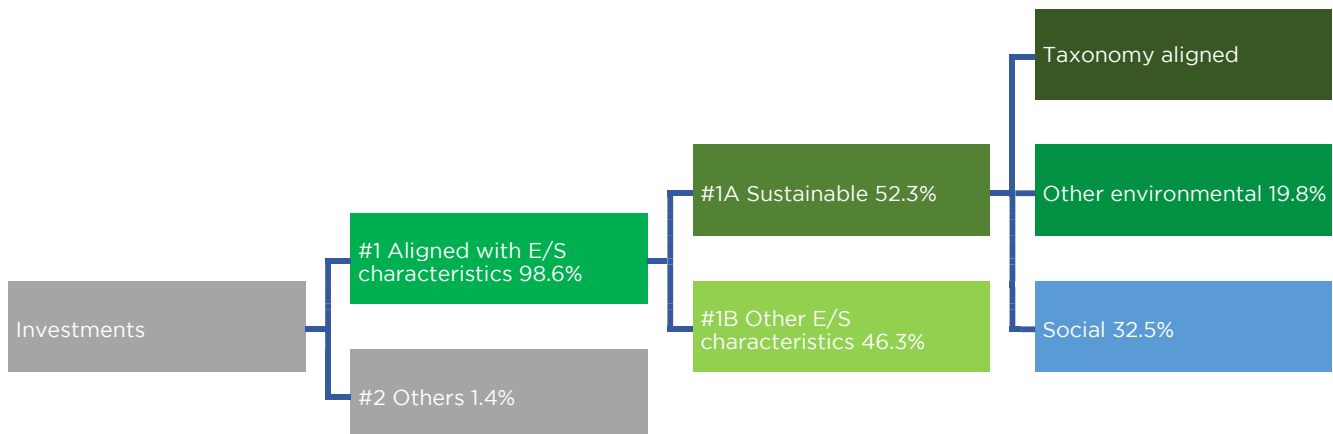 Investments
#1 Aligned with E/S
characteristics 98.6%
#2 Others 1.4%
#1A Sustainable 52.3%
#1B Other E/S
characteristics 46.3%
Taxonomy aligned
Other environmental 19.8%
Social 32.5%